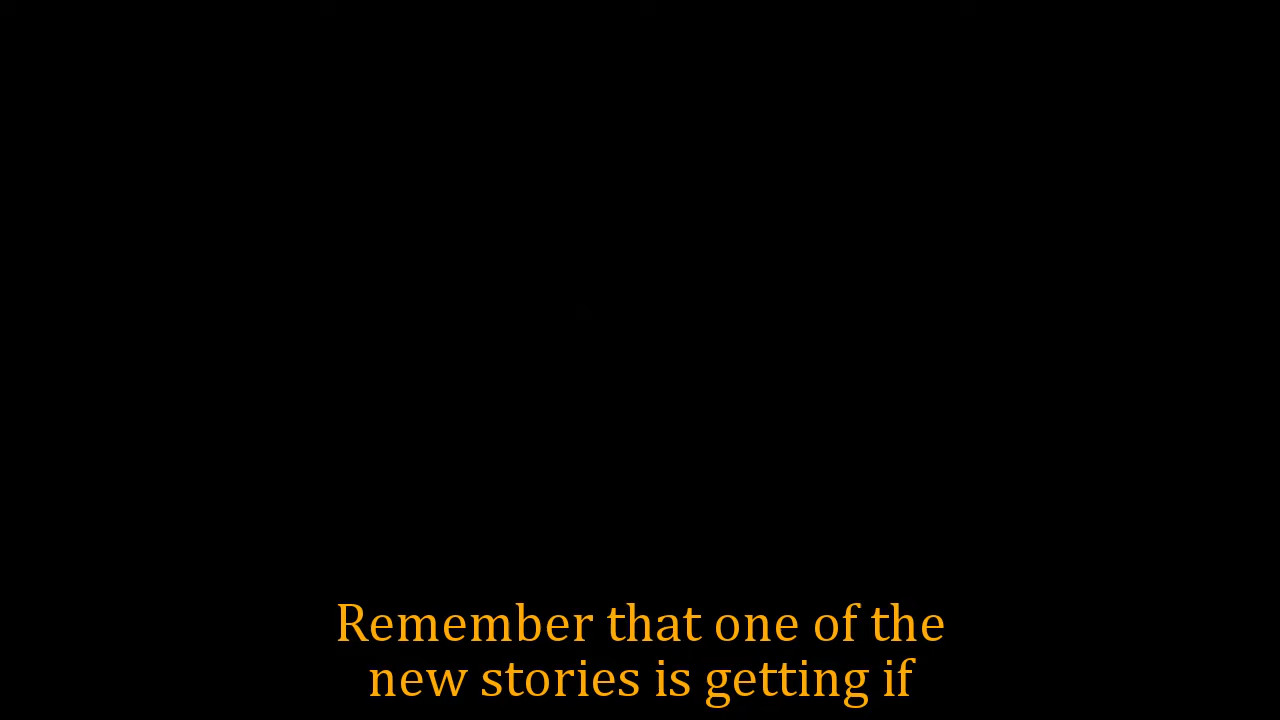 Remember that one of the
new stories is getting if